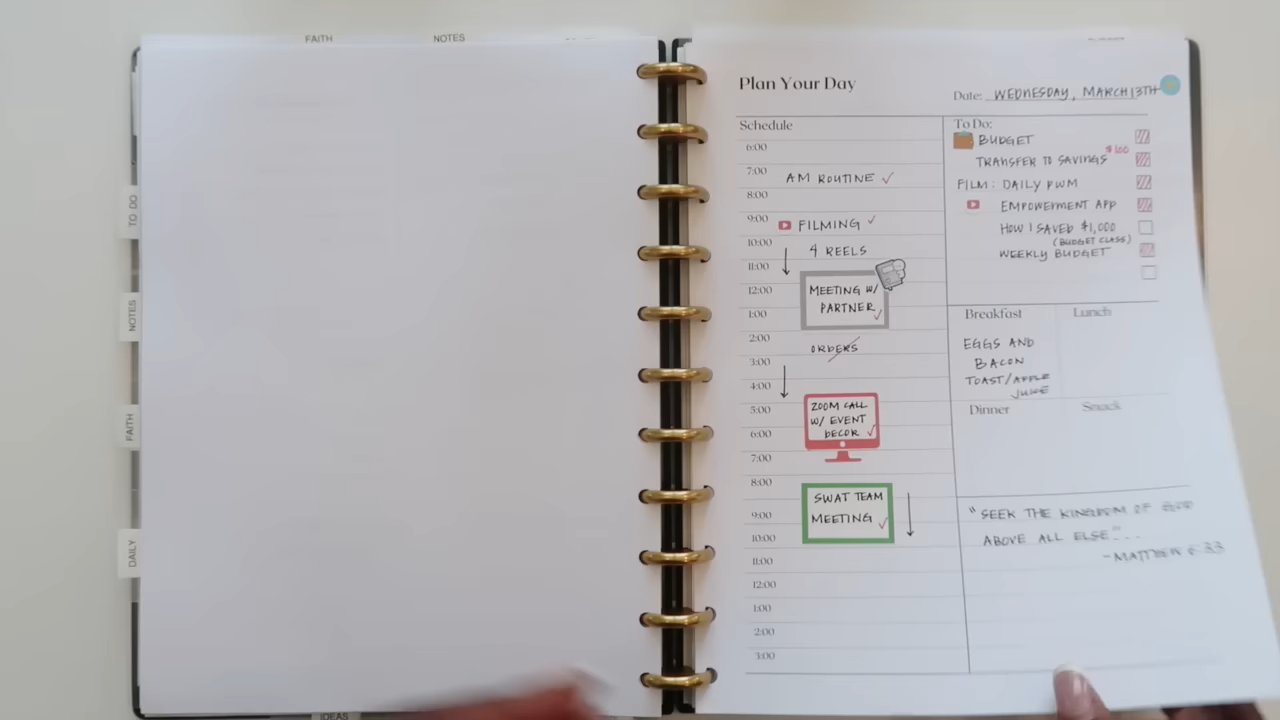 FAITH
NOTES
TO DO
NOTES
FAITH
DAILY
IDEAS
Plan Your Day
Date: WEDNESDAY, MARCH 13TH
Schedule
6:00
7:00 AM ROUTINE ✓
8:00
9:00 FILMING ✓
10:00 4 REELS
11:00
12:00 MEETING W/
1:00 PARTNER ✓
2:00 ORDERS
3:00
4:00
5:00 ZOOM CALL
W/ EVENT
6:00 DECOR ✓
7:00
8:00 SWAT TEAM
9:00 MEETING ✓
10:00
11:00
12:00
1:00
2:00
3:00
To Do:
BUDGET
TRANSFER TO SAVINGS $100
FILM: DAILY PWM
EMPOWERMENT APP
HOW I SAVED $1,000
(BUDGET CLASS)
WEEKLY BUDGET
Breakfast
EGGS AND
BACON
TOAST/APPLE
JUICE
Lunch
Dinner
Snack
"SEEK THE KINGDOM OF GOD
ABOVE ALL ELSE"...
-MATTHEW 6:33